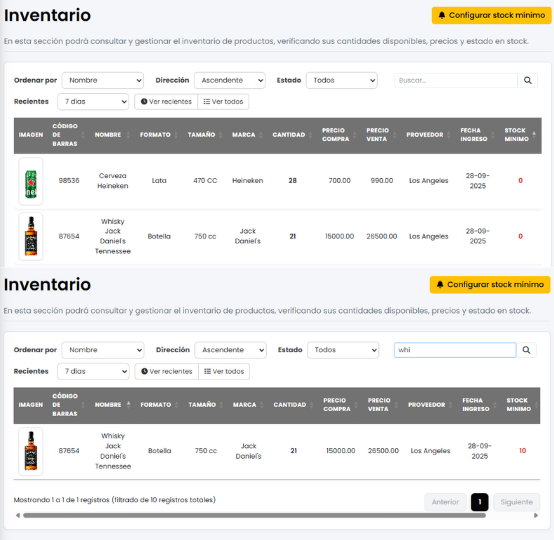 Inventario
Configurar stock mínimo
En esta sección podrá consultar y gestionar el inventario de productos, verificando sus cantidades disponibles, precios y estado en stock.
Ordenar por Nombre Dirección Ascendente Estado Todos Buscar...
Recientes 7 días Ver recientes Ver todos
IMAGEN CÓDIGO DE BARRAS NOMBRE FORMATO TAMAÑO MARCA CANTIDAD PRECIO COMPRA PRECIO VENTA PROVEEDOR FECHA INGRESO STOCK MINIMO
98536 Cerveza Heineken Lata 470 CC Heineken 28 700.00 990.00 Los Angeles 28-09-2025 0
87654 Whisky Jack Daniel's Tennessee Botella 750 cc Jack Daniel's 21 15000.00 26500.00 Los Angeles 28-09-2025 0
Inventario
Configurar stock mínimo
En esta sección podrá consultar y gestionar el inventario de productos, verificando sus cantidades disponibles, precios y estado en stock.
Ordenar por Nombre Dirección Ascendente Estado Todos whi
Recientes 7 días Ver recientes Ver todos
IMAGEN CÓDIGO DE BARRAS NOMBRE FORMATO TAMAÑO MARCA CANTIDAD PRECIO COMPRA PRECIO VENTA PROVEEDOR FECHA INGRESO STOCK MINIMO
87654 Whisky Jack Daniel's Tennessee Botella 750 cc Jack Daniel's 21 15000.00 26500.00 Los Angeles 28-09-2025 10
Mostrando 1 a 1 de 1 registros (filtrado de 10 registros totales)
Anterior 1 Siguiente